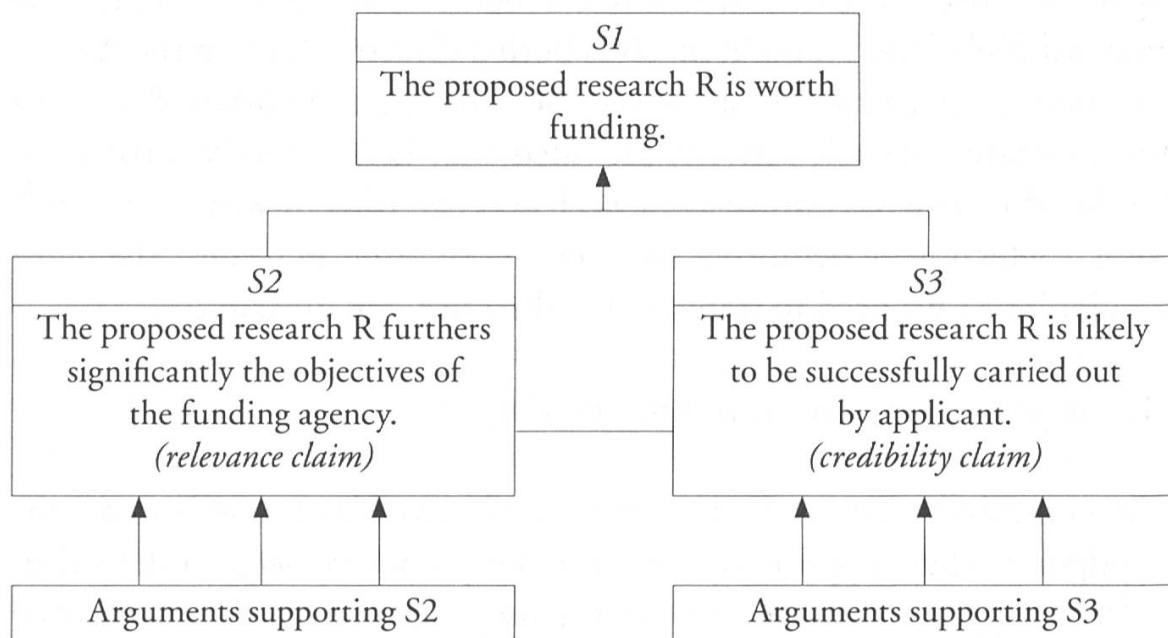 S1
The proposed research R is worth
funding.
S2
The proposed research R furthers
significantly the objectives of
the funding agency.
(relevance claim)
S3
The proposed research R is likely
to be successfully carried out
by applicant.
(credibility claim)
Arguments supporting S2
Arguments supporting S3